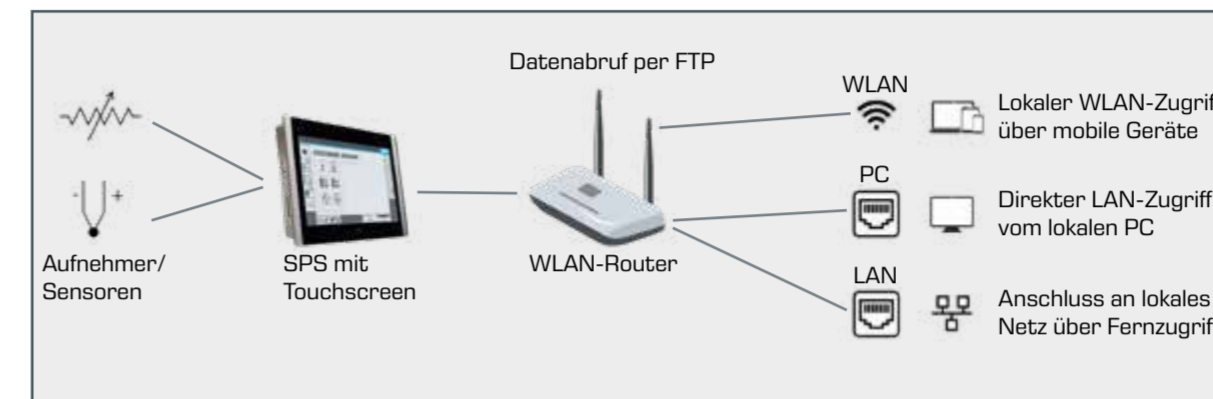 Datenabruf per FTP
WLAN
Lokaler WLAN-Zugrif
über mobile Geräte
PC
Direkter LAN-Zugriff
vom lokalen PC
Aufnehmer/
Sensoren
SPS mit
Touchscreen
WLAN-Router
LAN
Anschluss an lokales
Netz über Fernzugrif